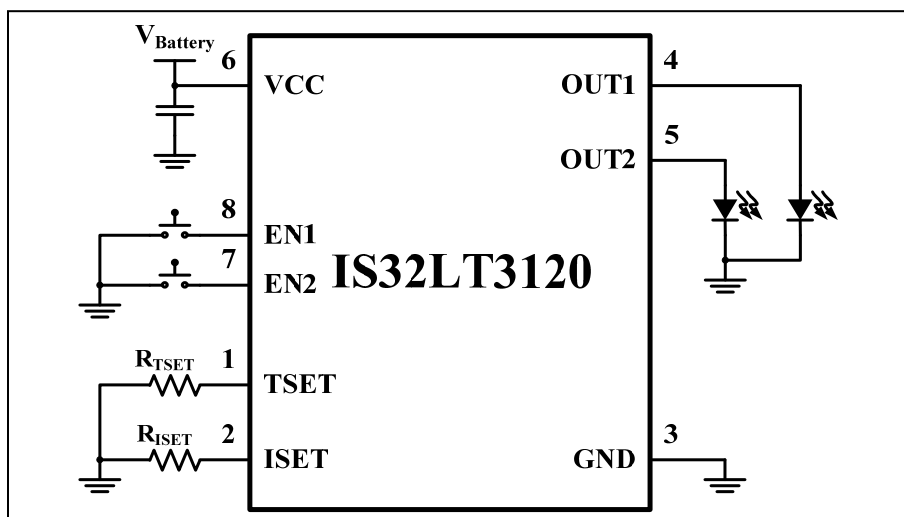 VBattery
6
VCC
8
EN1
7
EN2
RTSET
1
TSET
RISET
2
ISET
IS32LT3120
4
OUT1
5
OUT2
3
GND